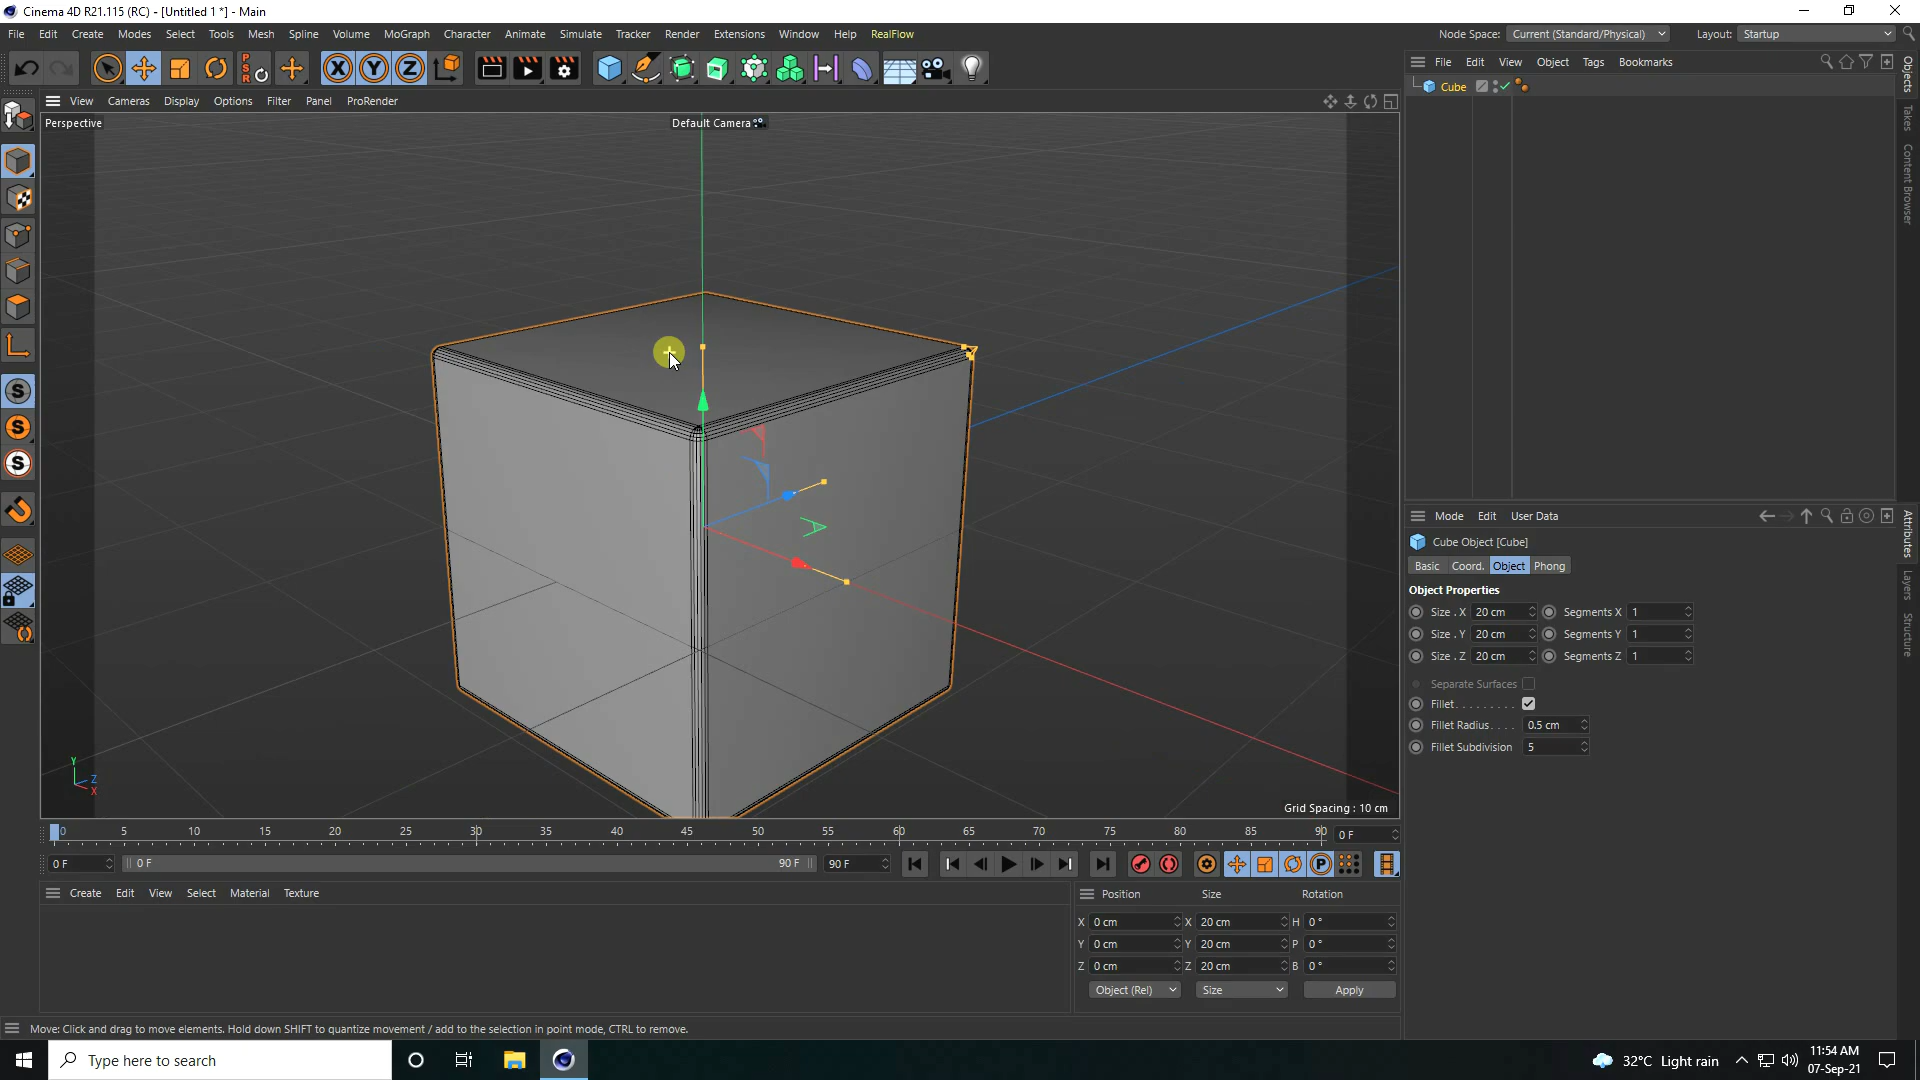 Cinema 4D R21.115 (RC) - [Untitled 1 *] - Main
File Edit Create Modes Select Tools Mesh Spline Volume MoGraph Character Animate Simulate Tracker Render Extensions Window Help RealFlow
Node Space: Current (Standard/Physical) Layout: Startup
PSR X Y Z
File Edit View Object Tags Bookmarks
View Cameras Display Options Filter Panel ProRender
Perspective
Default Camera
Cube
Objects
Takes
Content Browser
Mode Edit User Data
Cube Object [Cube]
Basic Coord. Object Phong
Object Properties
Size . X 20 cm Segments X 1
Size . Y 20 cm Segments Y 1
Size . Z 20 cm Segments Z 1
Separate Surfaces
Fillet. . . . . . . . .
Fillet Radius. . . . 0.5 cm
Fillet Subdivision 5
Attributes
Layers
Structure
S
S
S
Y
Z
X
Grid Spacing : 10 cm
0 5 10 15 20 25 30 35 40 45 50 55 60 65 70 75 80 85 90 0 F
0 F 0 F 90 F 90 F P
Create Edit View Select Material Texture
Position Size Rotation
X 0 cm X 20 cm H 0 °
Y 0 cm Y 20 cm P 0 °
Z 0 cm Z 20 cm B 0 °
Object (Rel) Size Apply
Move: Click and drag to move elements. Hold down SHIFT to quantize movement / add to the selection in point mode, CTRL to remove.
Type here to search
32°C Light rain
11:54 AM
07-Sep-21